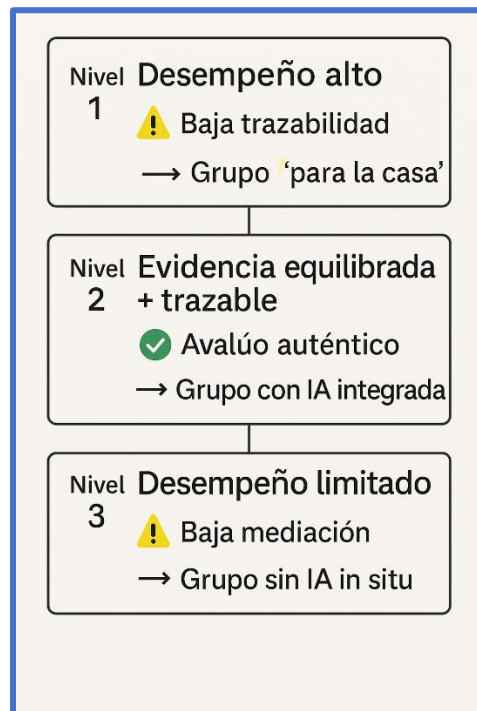 Nivel 1 Desempeño alto
⚠ Baja trazabilidad
→ Grupo ‘para la casa’
Nivel 2 Evidencia equilibrada
+ trazable
✅ Avalúo auténtico
→ Grupo con IA integrada
Nivel 3 Desempeño limitado
⚠ Baja mediación
→ Grupo sin IA in situ